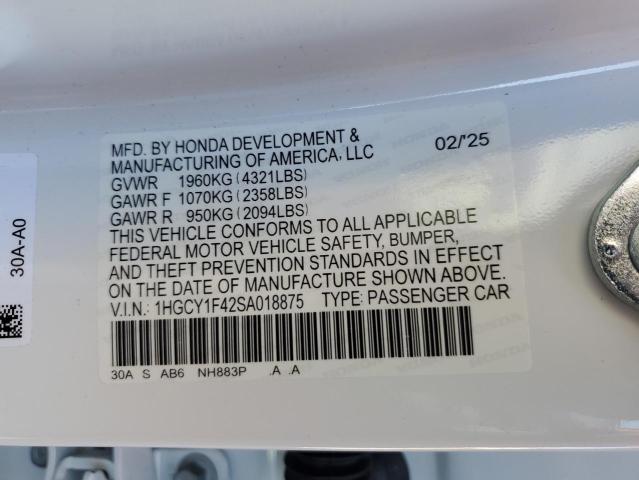 MFD. BY HONDA DEVELOPMENT &
MANUFACTURING OF AMERICA, LLC 02/'25
GVWR 1960KG (4321LBS)
GAWR F 1070KG (2358LBS)
GAWR R 950KG (2094LBS)
THIS VEHICLE CONFORMS TO ALL APPLICABLE
FEDERAL MOTOR VEHICLE SAFETY, BUMPER,
AND THEFT PREVENTION STANDARDS IN EFFECT
ON THE DATE OF MANUFACTURE SHOWN ABOVE.
V.I.N.: 1HGCY1F42SA018875 TYPE: PASSENGER CAR
30A S AB6 NH883P .A .A
30A-A0